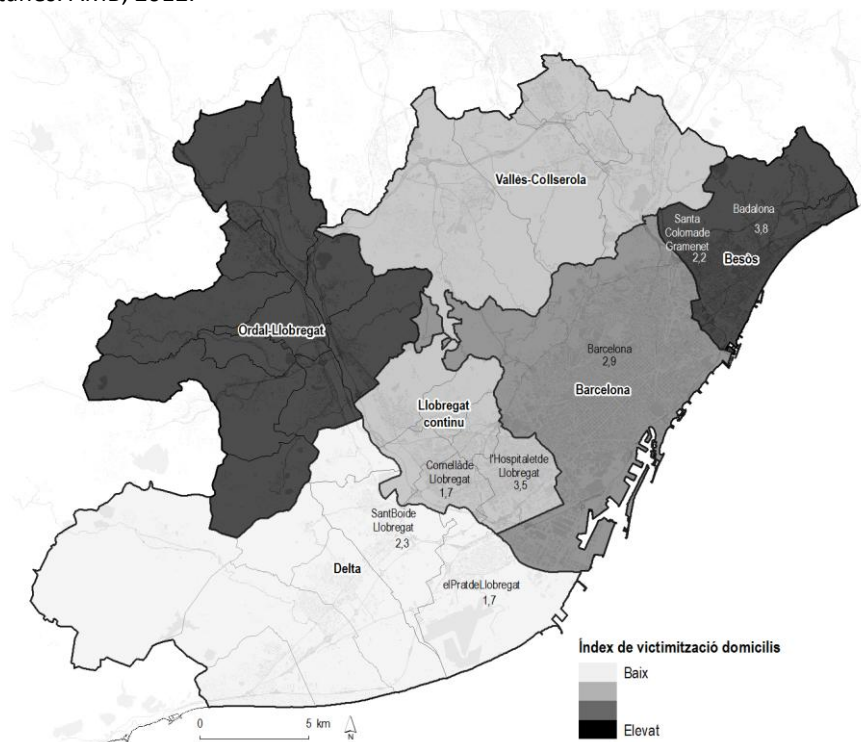 Vallès-Collserola
Badalona
3,8
Santa
Colomade
Gramenet
2,2
Besòs
Ordal-Llobregat
Barcelona
2,9
Barcelona
Llobregat
continu
l'Hospitaletde
Llobregat
3,5
Cornellàde
Llobregat
1,7
SantBoide
Llobregat
2,3
Delta
elPratdeLlobregat
1,7
Índex de victimització domicilis
Baix
Elevat
0 5 km
N